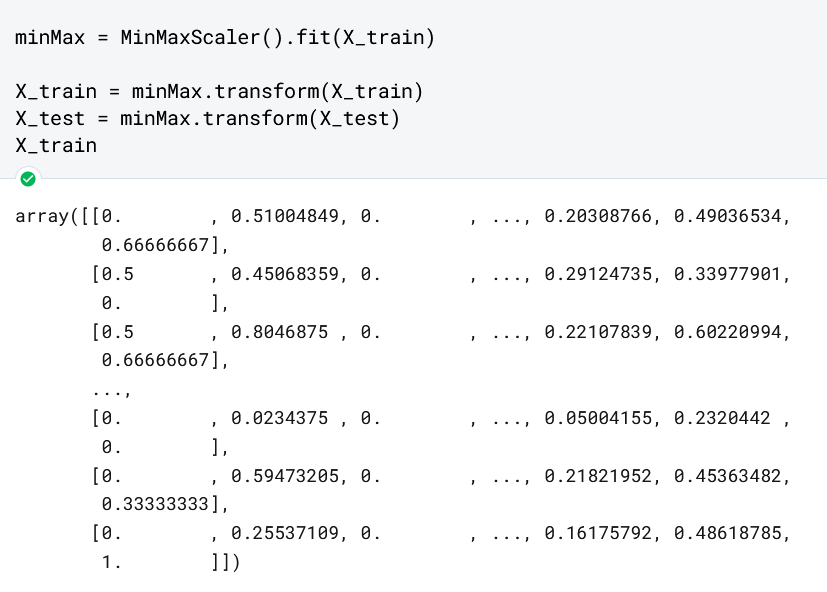 minMax = MinMaxScaler().fit(X_train)
X_train = minMax.transform(X_train)
X_test = minMax.transform(X_test)
X_train
array([[0.        , 0.51004849, 0.        , ..., 0.20308766, 0.49036534,
        0.66666667],
       [0.5       , 0.45068359, 0.        , ..., 0.29124735, 0.33977901,
        0.        ],
       [0.5       , 0.8046875 , 0.        , ..., 0.22107839, 0.60220994,
        0.66666667],
       ...,
       [0.        , 0.0234375 , 0.        , ..., 0.05004155, 0.2320442 ,
        0.        ],
       [0.        , 0.59473205, 0.        , ..., 0.21821952, 0.45363482,
        0.33333333],
       [0.        , 0.25537109, 0.        , ..., 0.16175792, 0.48618785,
        1.        ]])